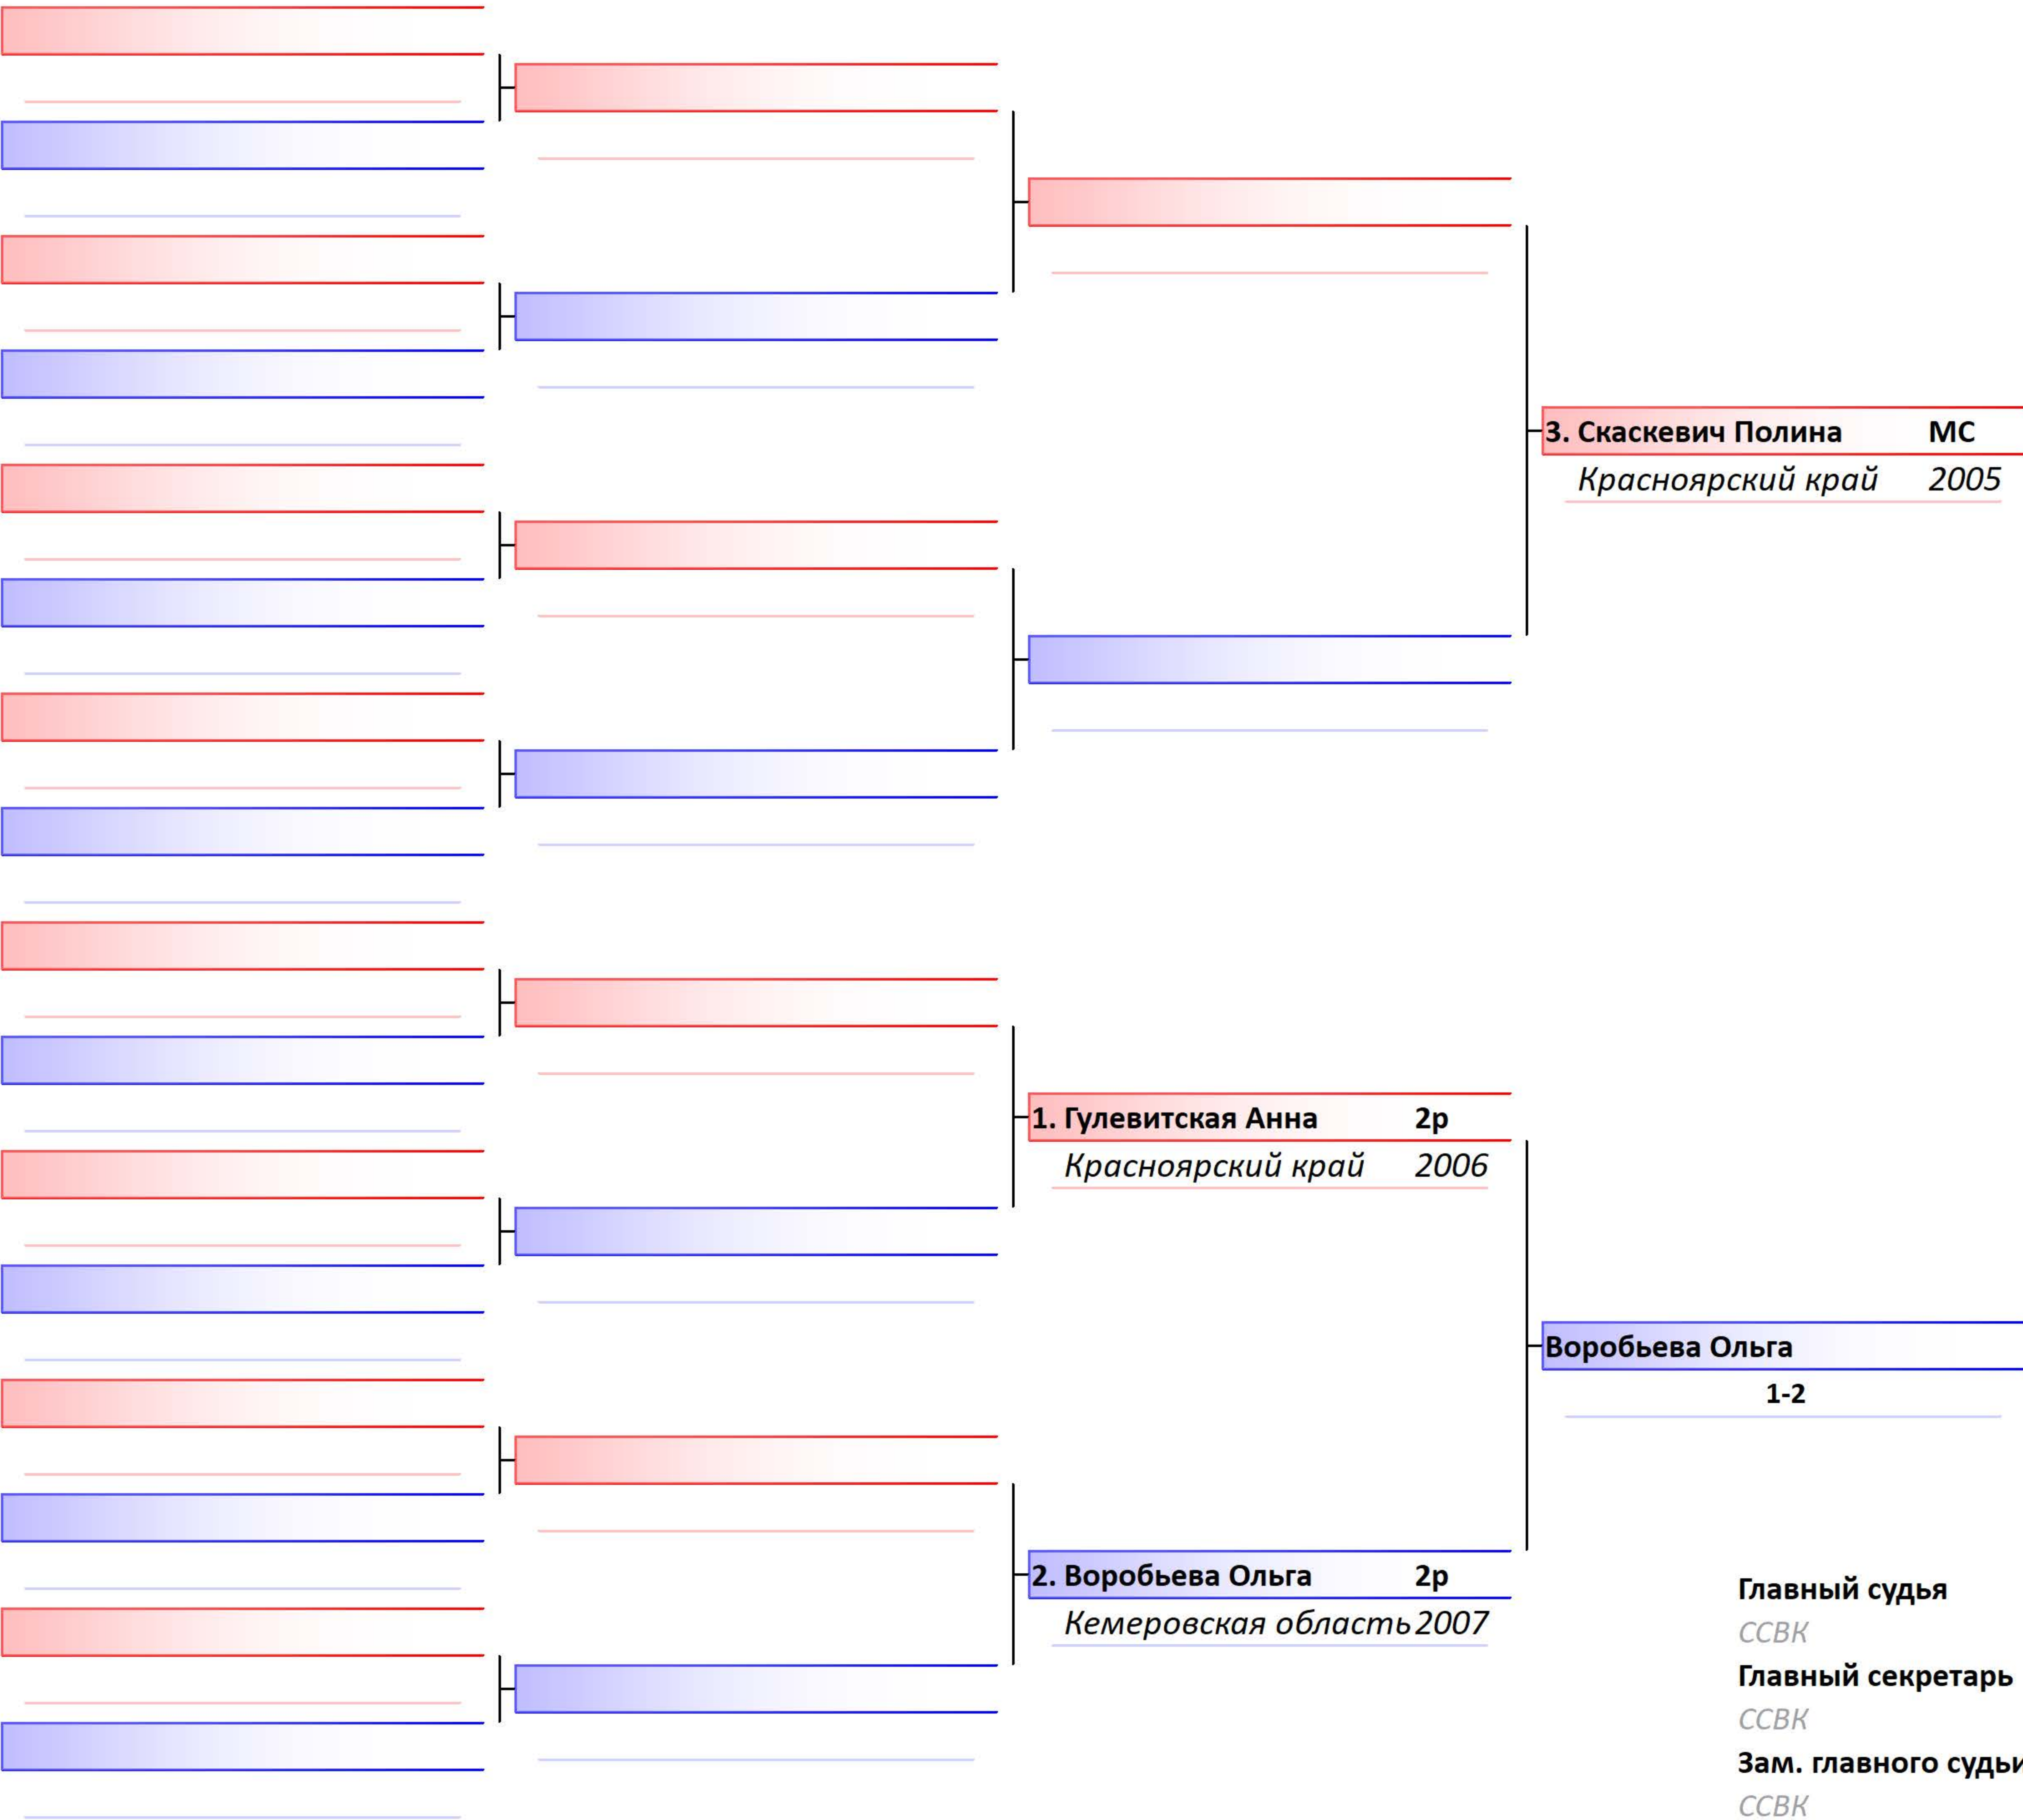 3. Скаскевич Полина МС
Красноярский край 2005
1. Гулевитская Анна 2р
Красноярский край 2006
Воробьева Ольга
1-2
2. Воробьева Ольга 2р
Кемеровская область 2007
Главный судья
ССВК
Главный секретарь
ССВК
Зам. главного судьи
ССВК